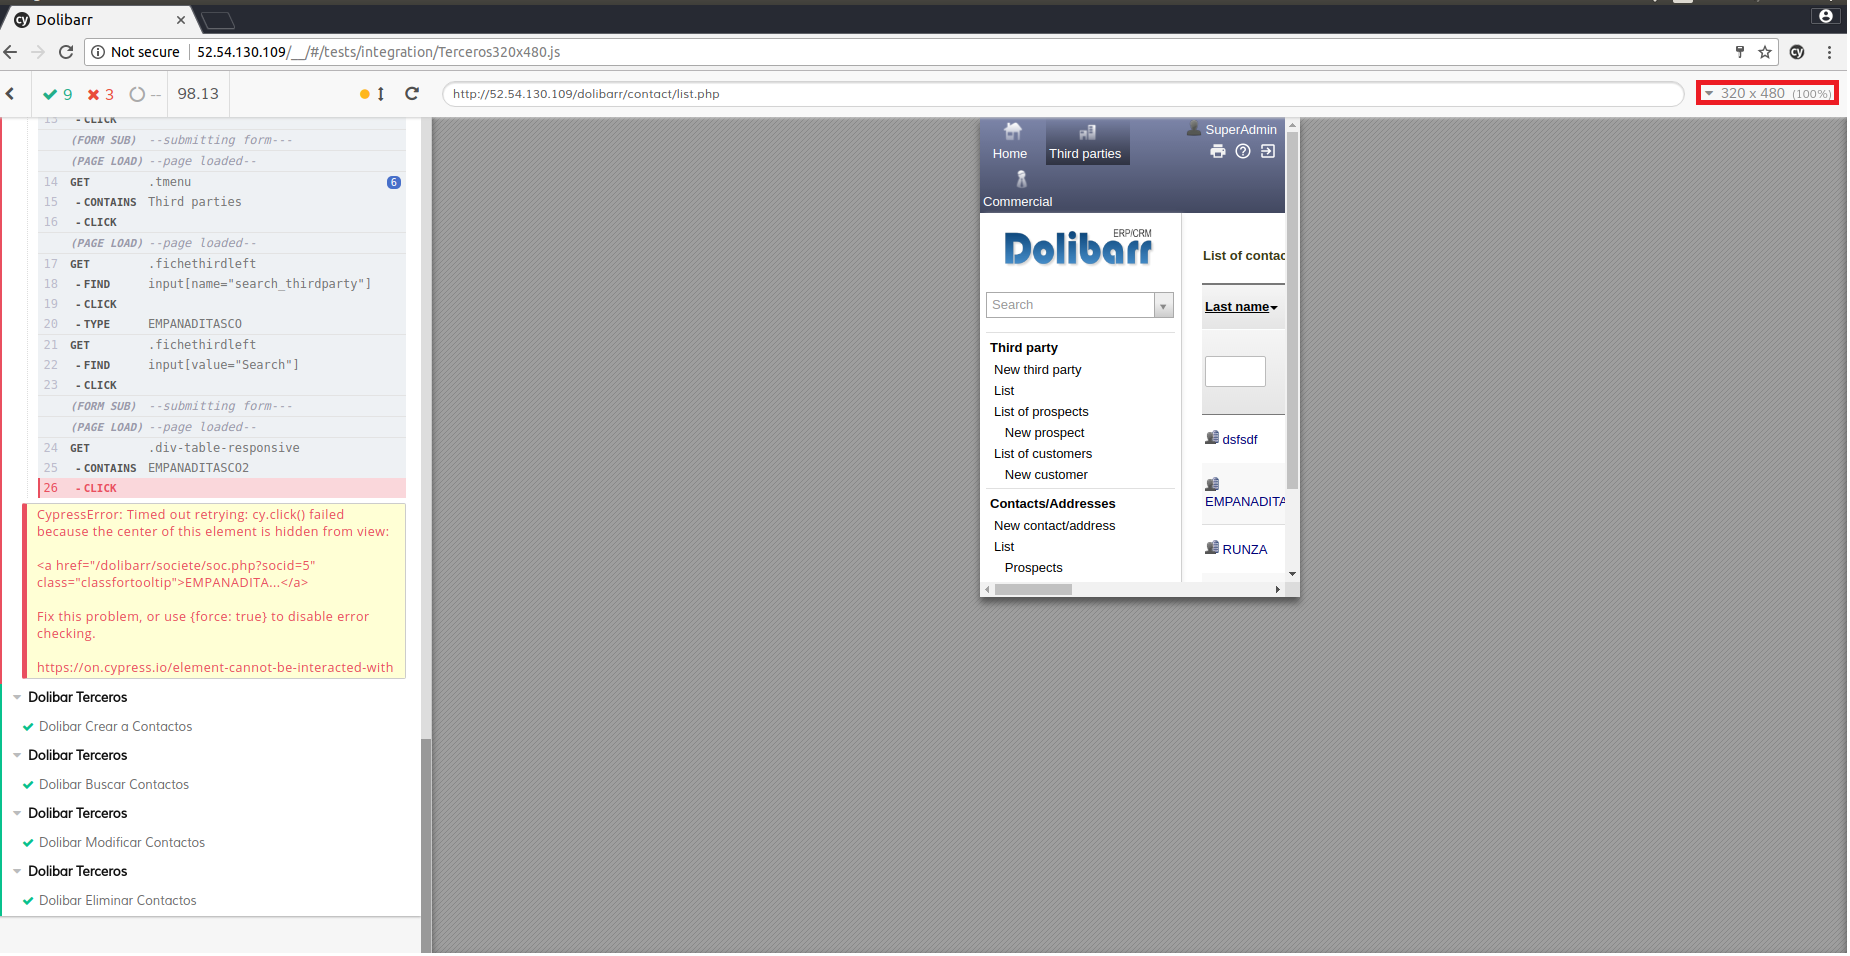 cy Dolibarr ×
Not secure 52.54.130.109/__/#/tests/integration/Terceros320x480.js
cy
9 3 -- 98.13
http://52.54.130.109/dolibarr/contact/list.php
320 x 480 (100%)
13 - CLICK
(FORM SUB) --submitting form---
(PAGE LOAD) --page loaded--
14 GET .tmenu 6
15 - CONTAINS Third parties
16 - CLICK
(PAGE LOAD) --page loaded--
17 GET .fichethirdleft
18 - FIND input[name="search_thirdparty"]
19 - CLICK
20 - TYPE EMPANADITASCO
21 GET .fichethirdleft
22 - FIND input[value="Search"]
23 - CLICK
(FORM SUB) --submitting form---
(PAGE LOAD) --page loaded--
24 GET .div-table-responsive
25 - CONTAINS EMPANADITASCO2
26 - CLICK
CypressError: Timed out retrying: cy.click() failed
because the center of this element is hidden from view:
<a href="/dolibarr/societe/soc.php?socid=5"
class="classfortooltip">EMPANADITA...</a>
Fix this problem, or use {force: true} to disable error
checking.
https://on.cypress.io/element-cannot-be-interacted-with
Dolibar Terceros
Dolibar Crear a Contactos
Dolibar Terceros
Dolibar Buscar Contactos
Dolibar Terceros
Dolibar Modificar Contactos
Dolibar Terceros
Dolibar Eliminar Contactos
SuperAdmin
Home Third parties
Commercial
ERP/CRM
Dolibarr
Search
Third party
New third party
List
List of prospects
New prospect
List of customers
New customer
Contacts/Addresses
New contact/address
List
Prospects
List of contac
Last name
dsfsdf
EMPANADITA
RUNZA